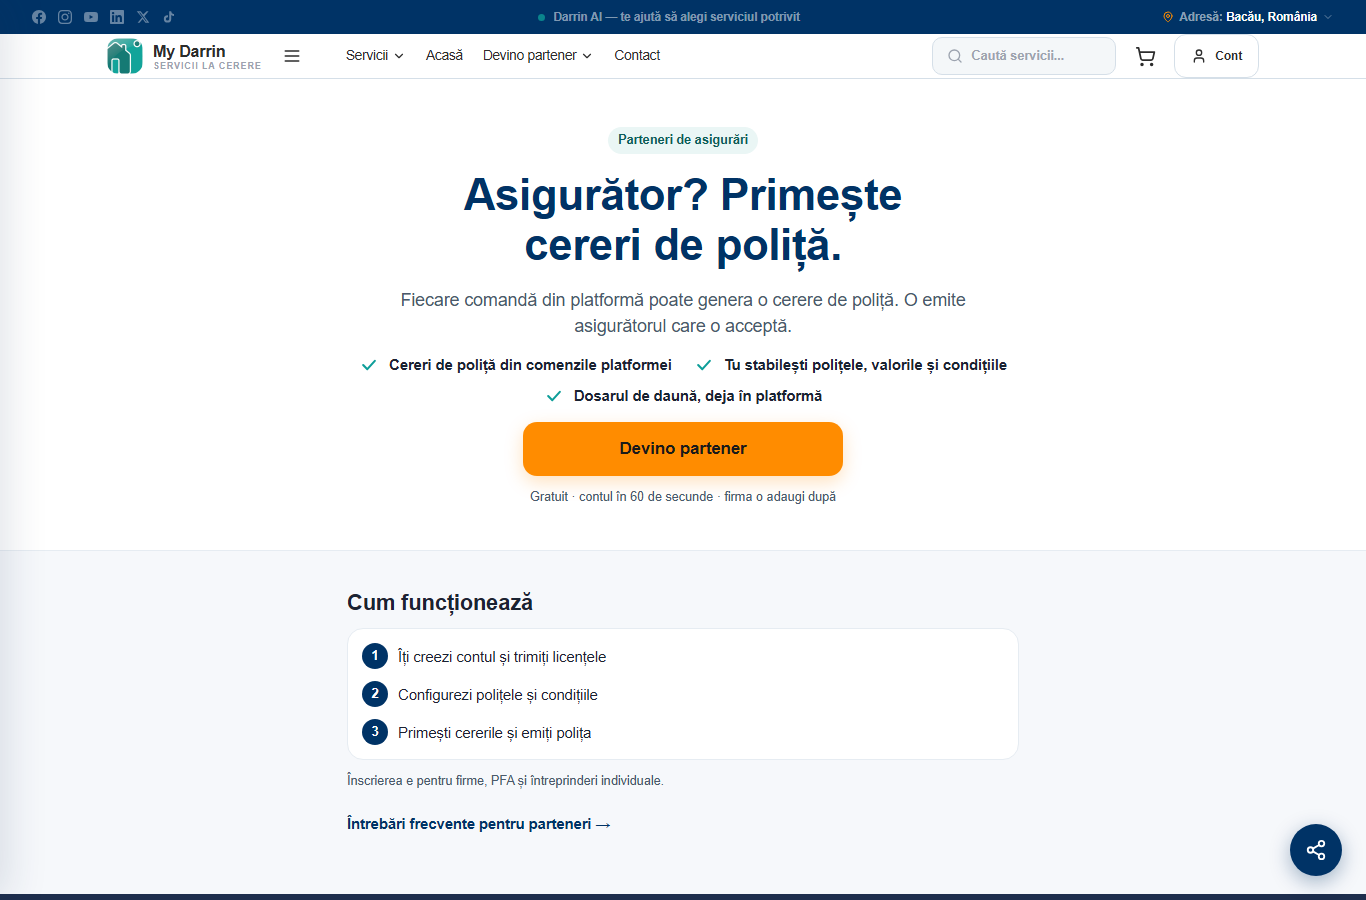 Darrin AI — te ajută să alegi serviciul potrivit
Adresă: Bacău, România
My Darrin
SERVICII LA CERERE
Servicii
Acasă
Devino partener
Contact
Caută servicii...
Cont
Parteneri de asigurări
Asigurător? Primește
cereri de poliță.
Fiecare comandă din platformă poate genera o cerere de poliță. O emite
asigurătorul care o acceptă.
Cereri de poliță din comenzile platformei
Tu stabilești polițele, valorile și condițiile
Dosarul de daună, deja în platformă
Devino partener
Gratuit · contul în 60 de secunde · firma o adaugi după
Cum funcționează
1 Îți creezi contul și trimiți licențele
2 Configurezi polițele și condițiile
3 Primești cererile și emiți polița
Înscrierea e pentru firme, PFA și întreprinderi individuale.
Întrebări frecvente pentru parteneri →